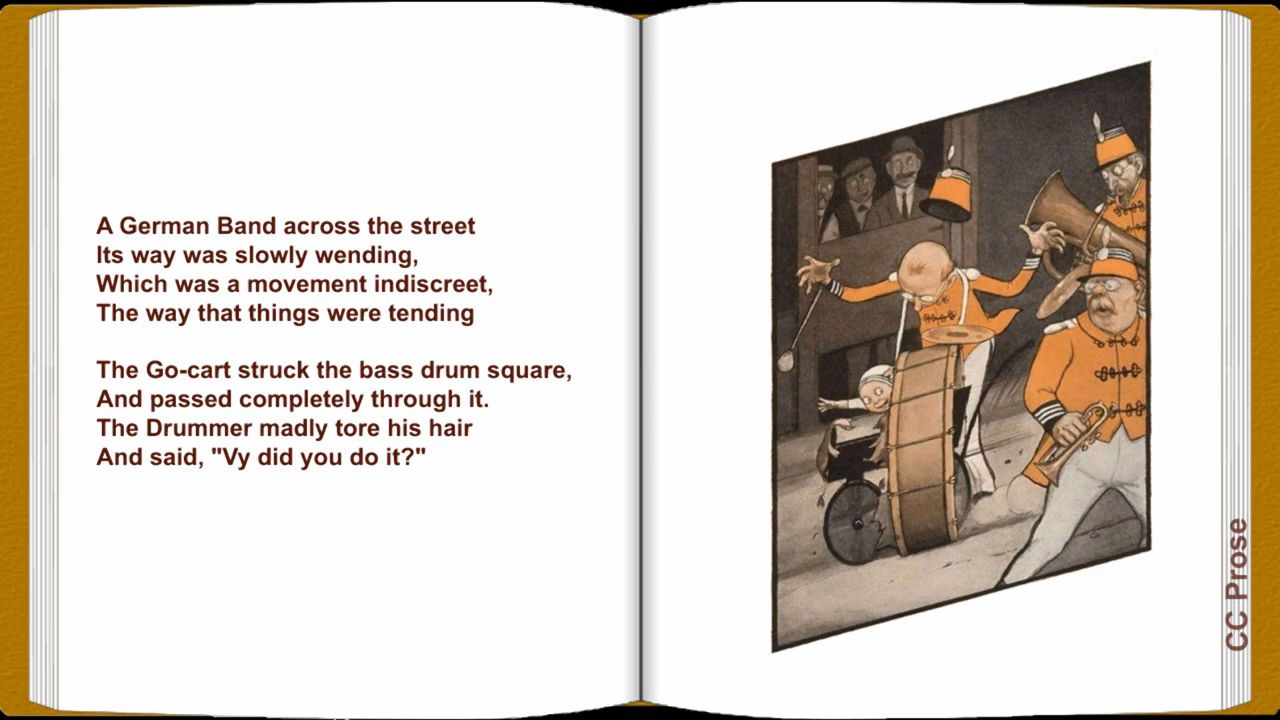 A German Band across the street
Its way was slowly wending,
Which was a movement indiscreet,
The way that things were tending
The Go-cart struck the bass drum square,
And passed completely through it.
The Drummer madly tore his hair
And said, "Vy did you do it?"
CC Prose